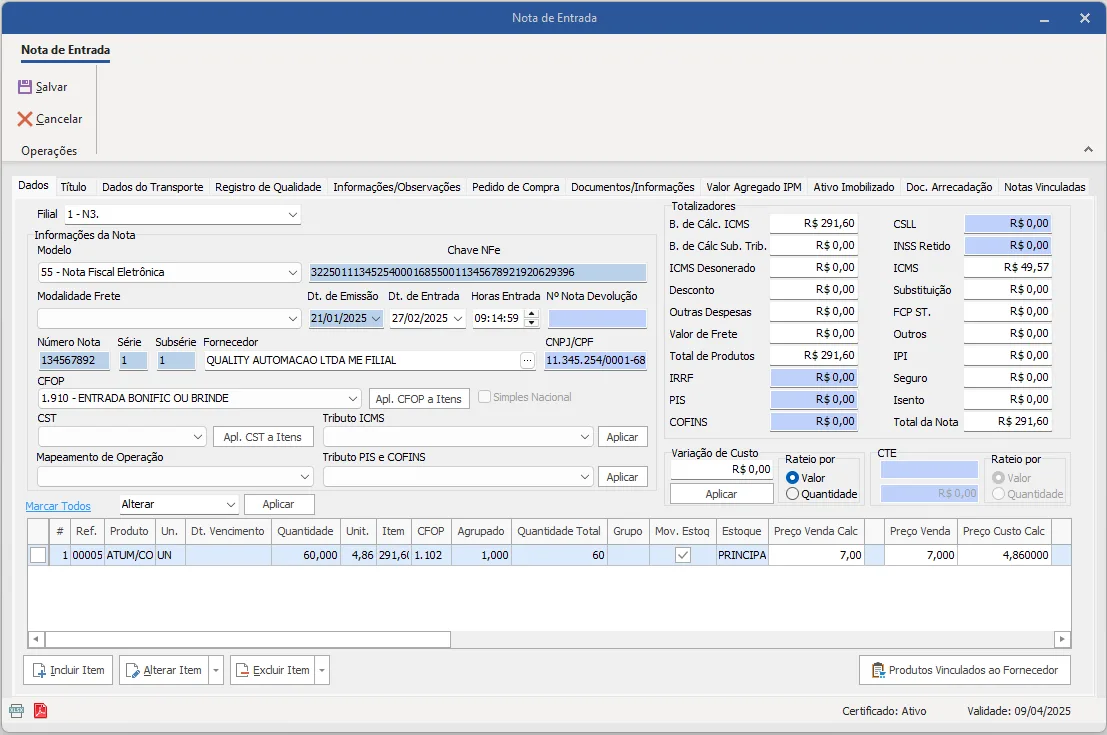 Nota de Entrada
Nota de Entrada
Salvar
Cancelar
Operações
Dados Título Dados do Transporte Registro de Qualidade Informações/Observações Pedido de Compra Documentos/Informações Valor Agregado IPM Ativo Imobilizado Doc. Arrecadação Notas Vinculadas
Filial 1 - N3.
Informações da Nota
Modelo Chave NFe
55 - Nota Fiscal Eletrônica 32250111345254000168550011345678921920629396
Modalidade Frete Dt. de Emissão Dt. de Entrada Horas Entrada Nº Nota Devolução
21/01/2025 27/02/2025 09:14:59
Número Nota Série Subsérie Fornecedor CNPJ/CPF
134567892 1 1 QUALITY AUTOMACAO LTDA ME FILIAL ... 11.345.254/0001-68
CFOP
1.910 - ENTRADA BONIFIC OU BRINDE Apl. CFOP a Itens Simples Nacional
CST Tributo ICMS
Apl. CST a Itens Aplicar
Mapeamento de Operação Tributo PIS e COFINS
Aplicar
Totalizadores
B. de Cálc. ICMS R$ 291,60 CSLL R$ 0,00
B. de Cálc Sub. Trib. R$ 0,00 INSS Retido R$ 0,00
ICMS Desonerado R$ 0,00 ICMS R$ 49,57
Desconto R$ 0,00 Substituição R$ 0,00
Outras Despesas R$ 0,00 FCP ST. R$ 0,00
Valor de Frete R$ 0,00 Outros R$ 0,00
Total de Produtos R$ 291,60 IPI R$ 0,00
IRRF R$ 0,00 Seguro R$ 0,00
PIS R$ 0,00 Isento R$ 0,00
COFINS R$ 0,00 Total da Nota R$ 291,60
Variação de Custo Rateio por CTE Rateio por
R$ 0,00 Valor Valor
Aplicar Quantidade R$ 0,00 Quantidade
Marcar Todos Alterar Aplicar
# Ref. Produto Un. Dt. Vencimento Quantidade Unit. Item CFOP Agrupado Quantidade Total Grupo Mov. Estoq Estoque Preço Venda Calc Preço Venda Preço Custo Calc
1 00005 ATUM/CO UN 60,000 4,86 291,6 1.102 1,000 60 PRINCIPA 7,00 7,000 4,860000
Incluir Item Alterar Item Excluir Item Produtos Vinculados ao Fornecedor
Certificado: Ativo Validade: 09/04/2025